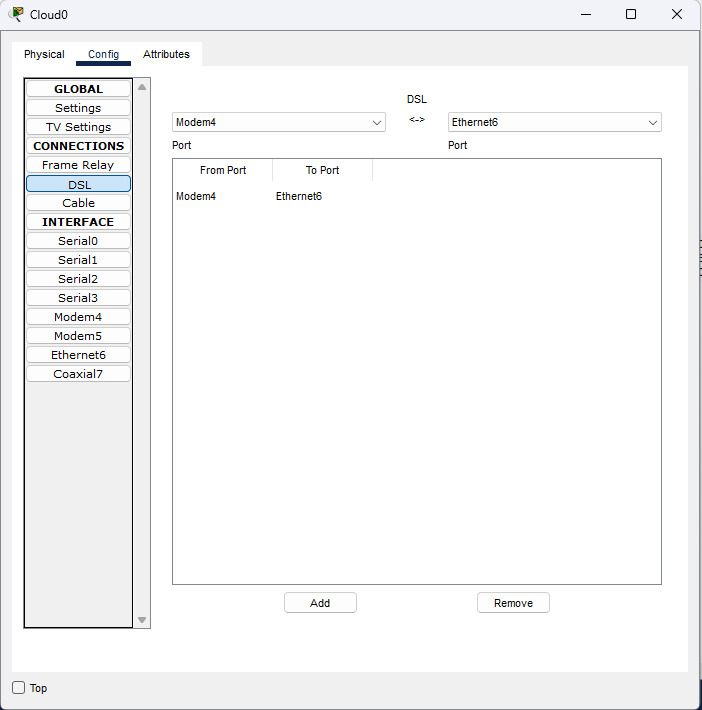 Cloud0
Physical Config Attributes
GLOBAL
Settings
TV Settings
CONNECTIONS
Frame Relay
DSL
Cable
INTERFACE
Serial0
Serial1
Serial2
Serial3
Modem4
Modem5
Ethernet6
Coaxial7
DSL
Modem4 <-> Ethernet6
Port Port
From Port To Port
Modem4 Ethernet6
Add Remove
Top